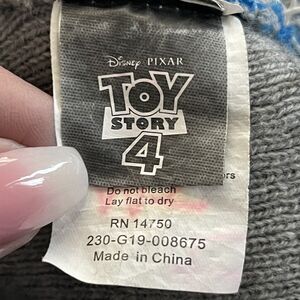 Disney PIXAR
TOY
STORY
4
ors
Do not bleach
Lay flat to dry
RN 14750
230-G19-008675
Made in China